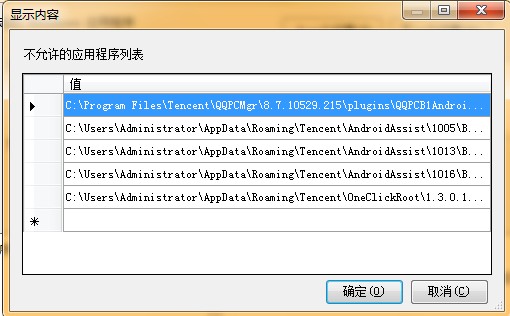 显示内容
不允许的应用程序列表
值
C:\Program Files\Tencent\QQPCMgr\8.7.10529.215\plugins\QQPCB1Androi...
C:\Users\Administrator\AppData\Roaming\Tencent\AndroidAssist\1005\B...
C:\Users\Administrator\AppData\Roaming\Tencent\AndroidAssist\1013\B...
C:\Users\Administrator\AppData\Roaming\Tencent\AndroidAssist\1016\B...
C:\Users\Administrator\AppData\Roaming\Tencent\OneClickRoot\1.3.0.1...
确定(O) 取消(C)